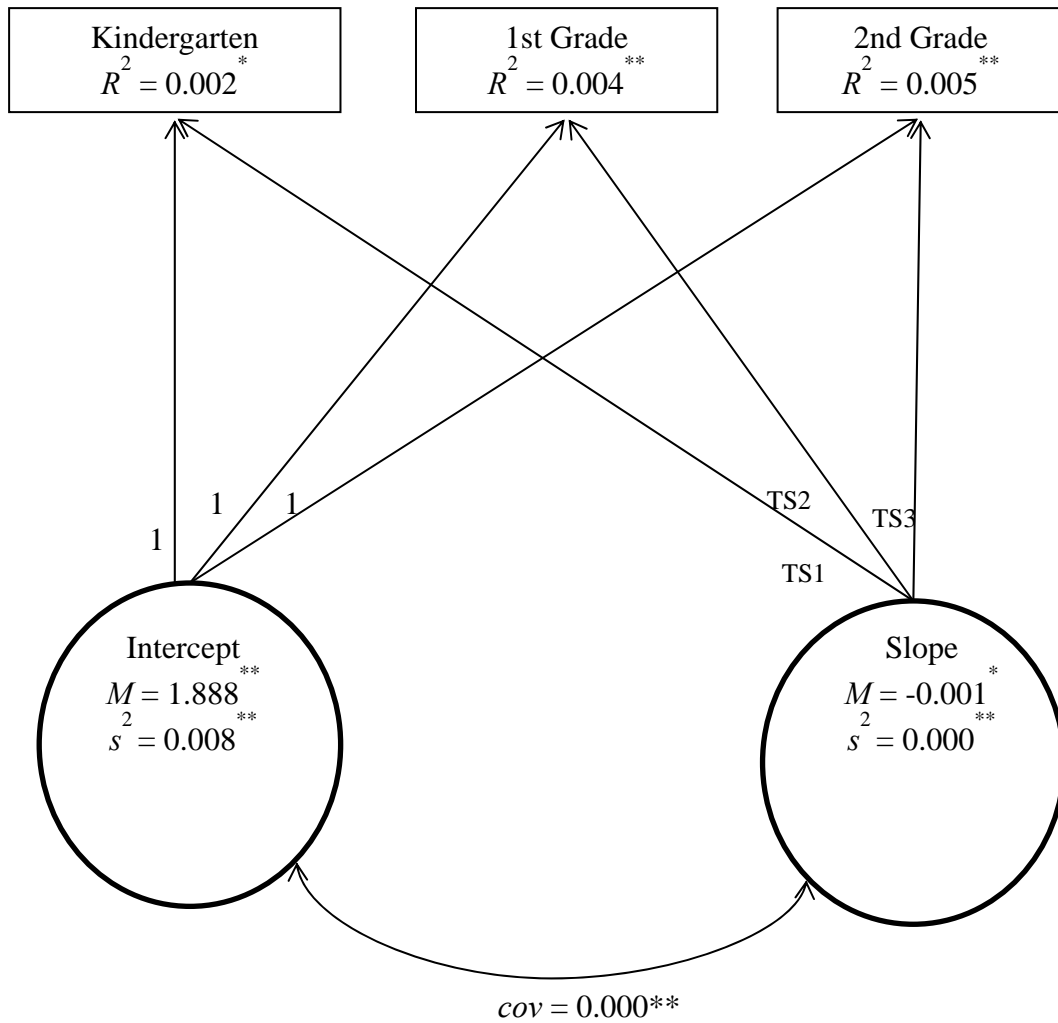 Kindergarten
R² = 0.002*
1st Grade
R² = 0.004**
2nd Grade
R² = 0.005**
1
1
1
TS2
TS3
TS1
Intercept
M = 1.888**
s² = 0.008**
Slope
M = -0.001*
s² = 0.000**
cov = 0.000**